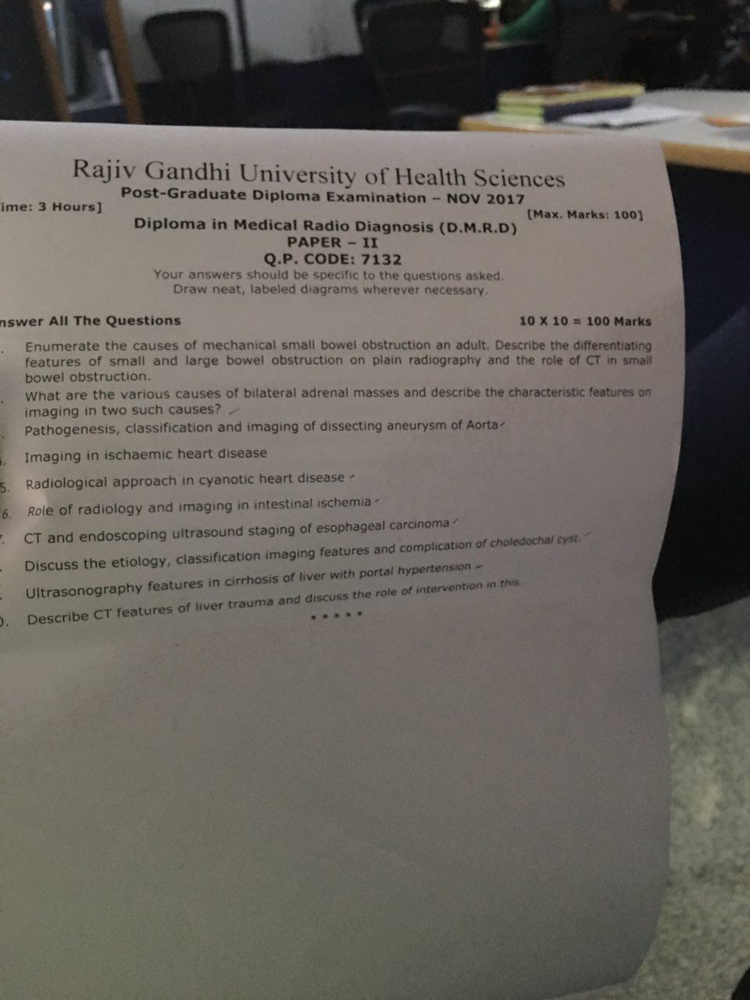 Rajiv Gandhi University of Health Sciences
Post-Graduate Diploma Examination – NOV 2017
ime: 3 Hours]
[Max. Marks: 100]
Diploma in Medical Radio Diagnosis (D.M.R.D)
PAPER – II
Q.P. CODE: 7132
Your answers should be specific to the questions asked.
Draw neat, labeled diagrams wherever necessary.
nswer All The Questions 10 X 10 = 100 Marks
. Enumerate the causes of mechanical small bowel obstruction an adult. Describe the differentiating
features of small and large bowel obstruction on plain radiography and the role of CT in small
bowel obstruction.
. What are the various causes of bilateral adrenal masses and describe the characteristic features on
imaging in two such causes?
. Pathogenesis, classification and imaging of dissecting aneurysm of Aorta
. Imaging in ischaemic heart disease
5. Radiological approach in cyanotic heart disease
6. Role of radiology and imaging in intestinal ischemia
. CT and endoscoping ultrasound staging of esophageal carcinoma
. Discuss the etiology, classification imaging features and complication of choledochal cyst.
. Ultrasonography features in cirrhosis of liver with portal hypertension
0. Describe CT features of liver trauma and discuss the role of intervention in this.
* * * * *